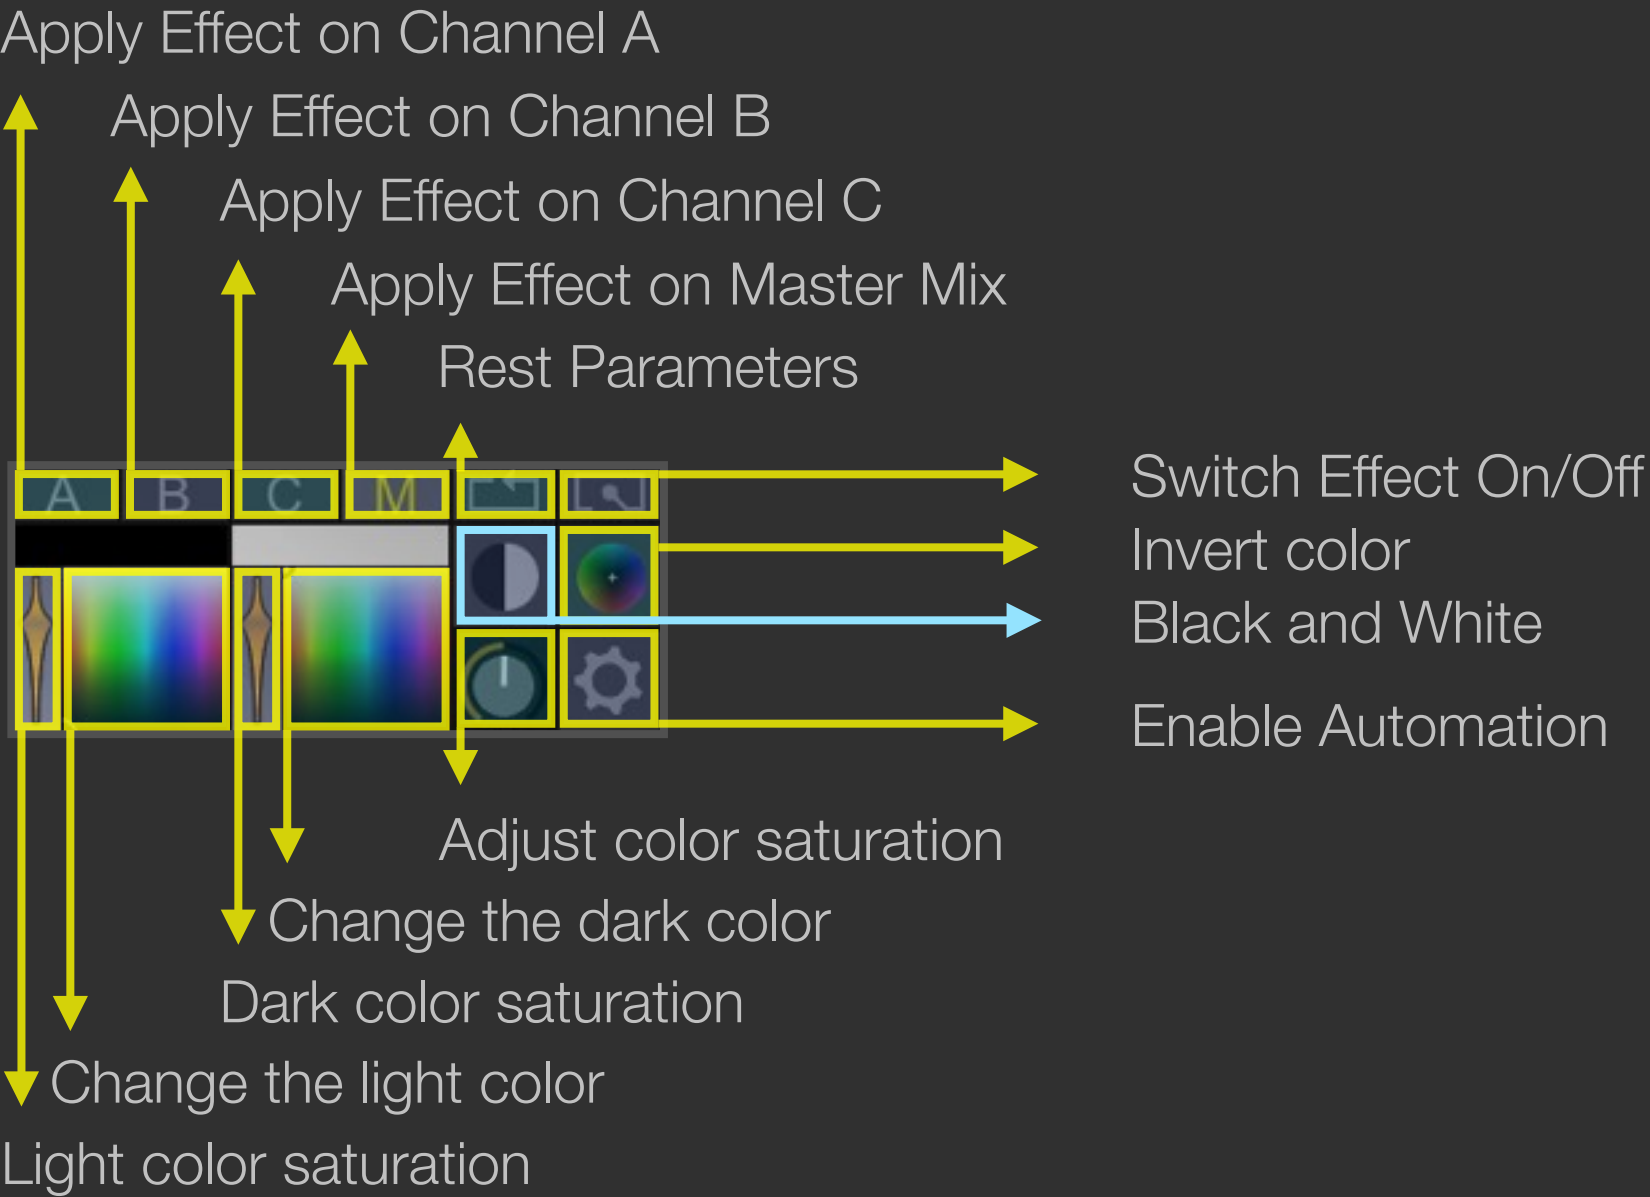 Apply Effect on Channel A
Apply Effect on Channel B
Apply Effect on Channel C
Apply Effect on Master Mix
Rest Parameters
A B C M
Switch Effect On/Off
Invert color
Black and White
Enable Automation
Adjust color saturation
Change the dark color
Dark color saturation
Change the light color
Light color saturation